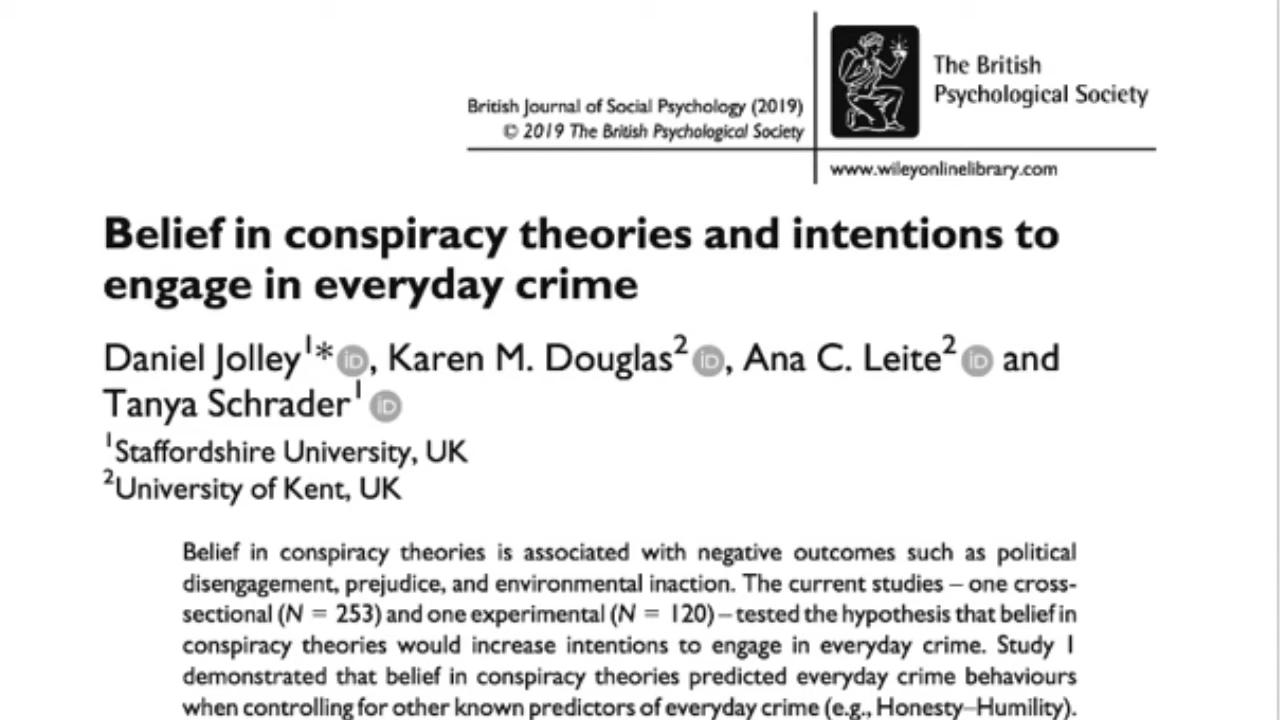 The British
Psychological Society
British Journal of Social Psychology (2019)
© 2019 The British Psychological Society
www.wileyonlinelibrary.com
Belief in conspiracy theories and intentions to
engage in everyday crime
Daniel Jolley¹* iD, Karen M. Douglas² iD, Ana C. Leite² iD and
Tanya Schrader¹ iD
¹Staffordshire University, UK
²University of Kent, UK
Belief in conspiracy theories is associated with negative outcomes such as political
disengagement, prejudice, and environmental inaction. The current studies – one cross-
sectional (N = 253) and one experimental (N = 120) – tested the hypothesis that belief in
conspiracy theories would increase intentions to engage in everyday crime. Study 1
demonstrated that belief in conspiracy theories predicted everyday crime behaviours
when controlling for other known predictors of everyday crime (e.g., Honesty–Humility).